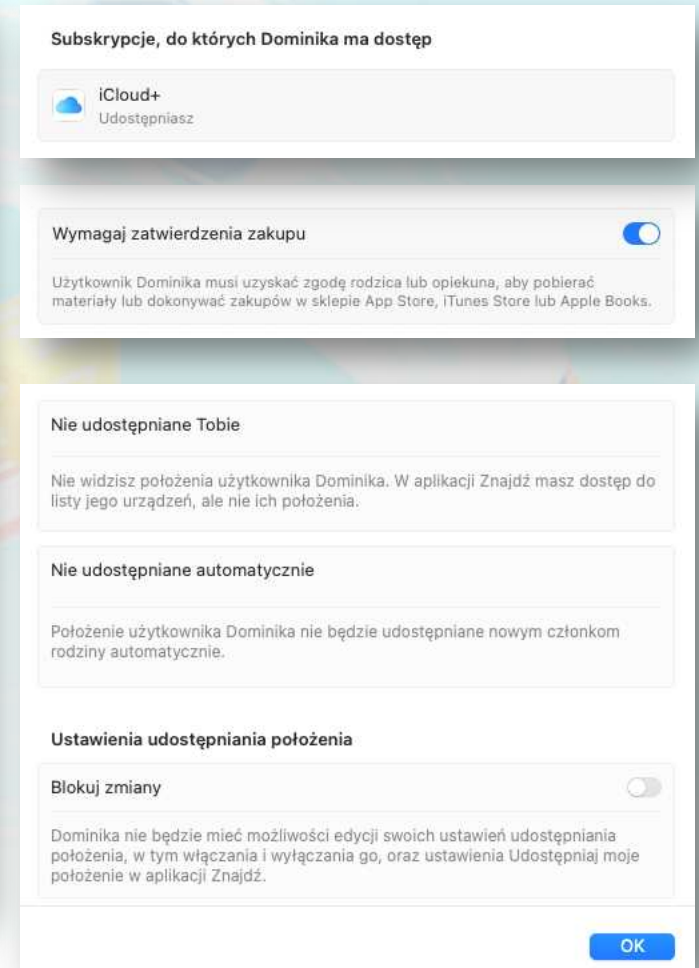 Subskrypcje, do których Dominika ma dostęp
iCloud+
Udostępniasz
Wymagaj zatwierdzenia zakupu
Użytkownik Dominika musi uzyskać zgodę rodzica lub opiekuna, aby pobierać
materiały lub dokonywać zakupów w sklepie App Store, iTunes Store lub Apple Books.
Nie udostępniane Tobie
Nie widzisz położenia użytkownika Dominika. W aplikacji Znajdź masz dostęp do
listy jego urządzeń, ale nie ich położenia.
Nie udostępniane automatycznie
Położenie użytkownika Dominika nie będzie udostępniane nowym członkom
rodziny automatycznie.
Ustawienia udostępniania położenia
Blokuj zmiany
Dominika nie będzie mieć możliwości edycji swoich ustawień udostępniania
położenia, w tym włączania i wyłączania go, oraz ustawienia Udostępniaj moje
położenie w aplikacji Znajdź.
OK